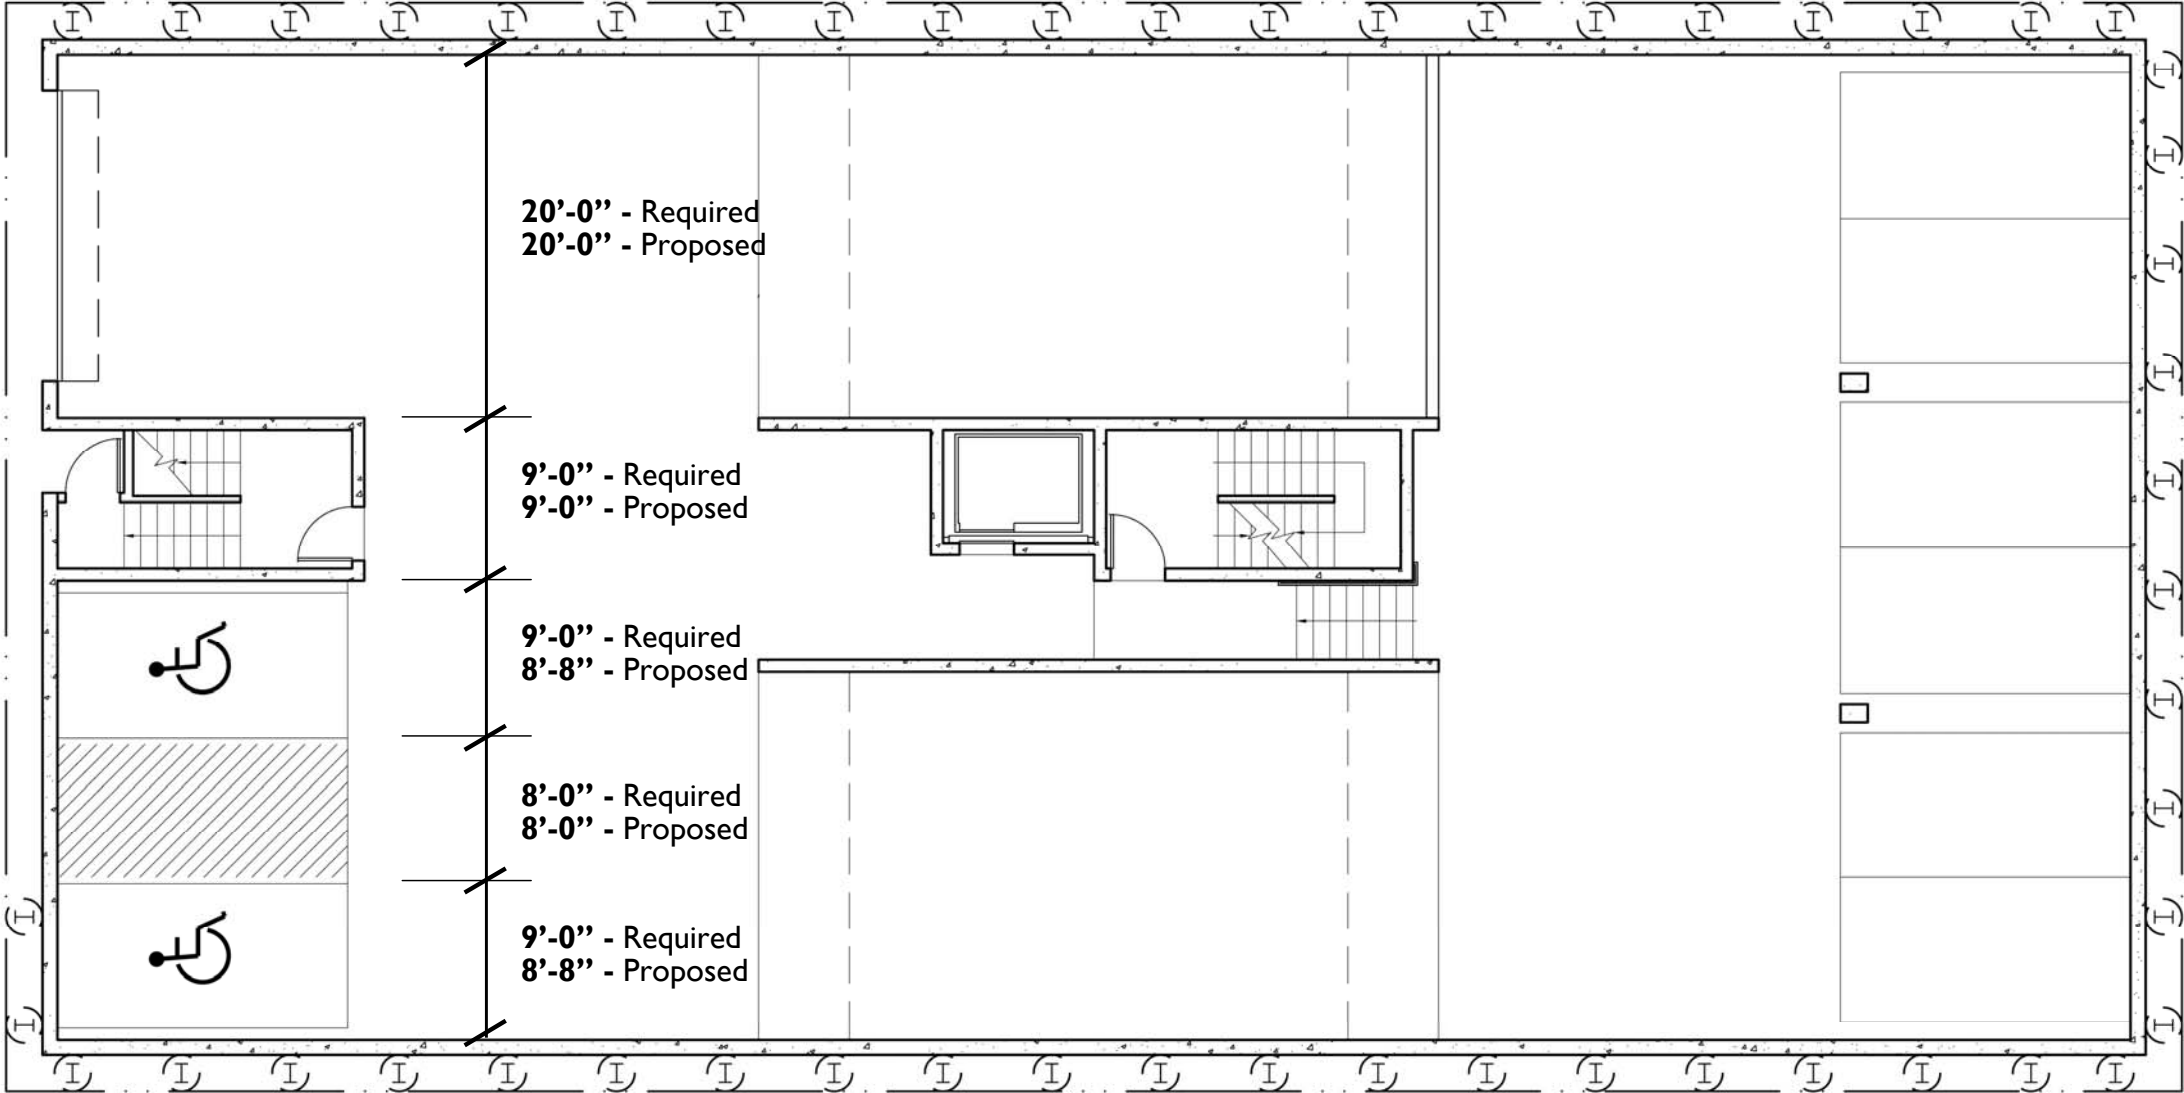 20’-0” - Required
20’-0” - Proposed
9’-0” - Required
9’-0” - Proposed
9’-0” - Required
8’-8” - Proposed
8’-0” - Required
8’-0” - Proposed
9’-0” - Required
8’-8” - Proposed